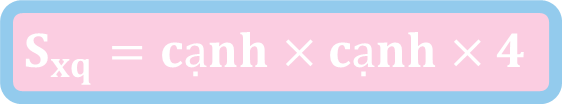 Sxq = cạnh × cạnh × 4